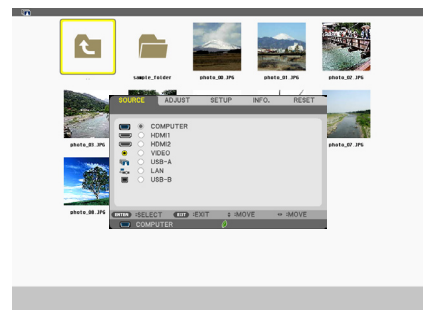 ..
sample_folder
photo_00.JPG
photo_01.JPG
photo_02.JPG
SOURCE ADJUST SETUP INFO. RESET
COMPUTER
HDMI1
HDMI2
VIDEO
USB-A
LAN
USB-B
photo_03.JPG
photo_07.JPG
photo_08.JPG
ENTER :SELECT EXIT :EXIT :MOVE :MOVE
COMPUTER